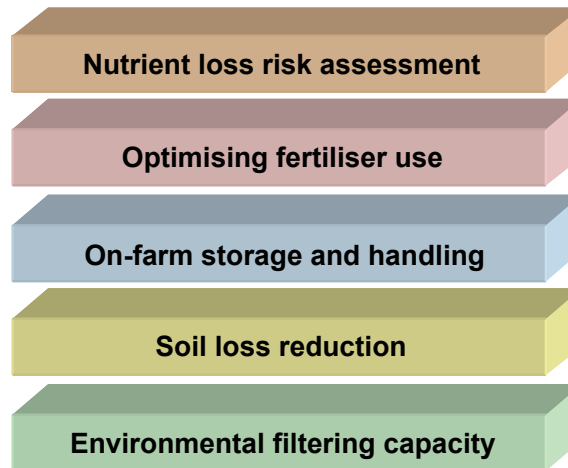 Nutrient loss risk assessment
Optimising fertiliser use
On-farm storage and handling
Soil loss reduction
Environmental filtering capacity